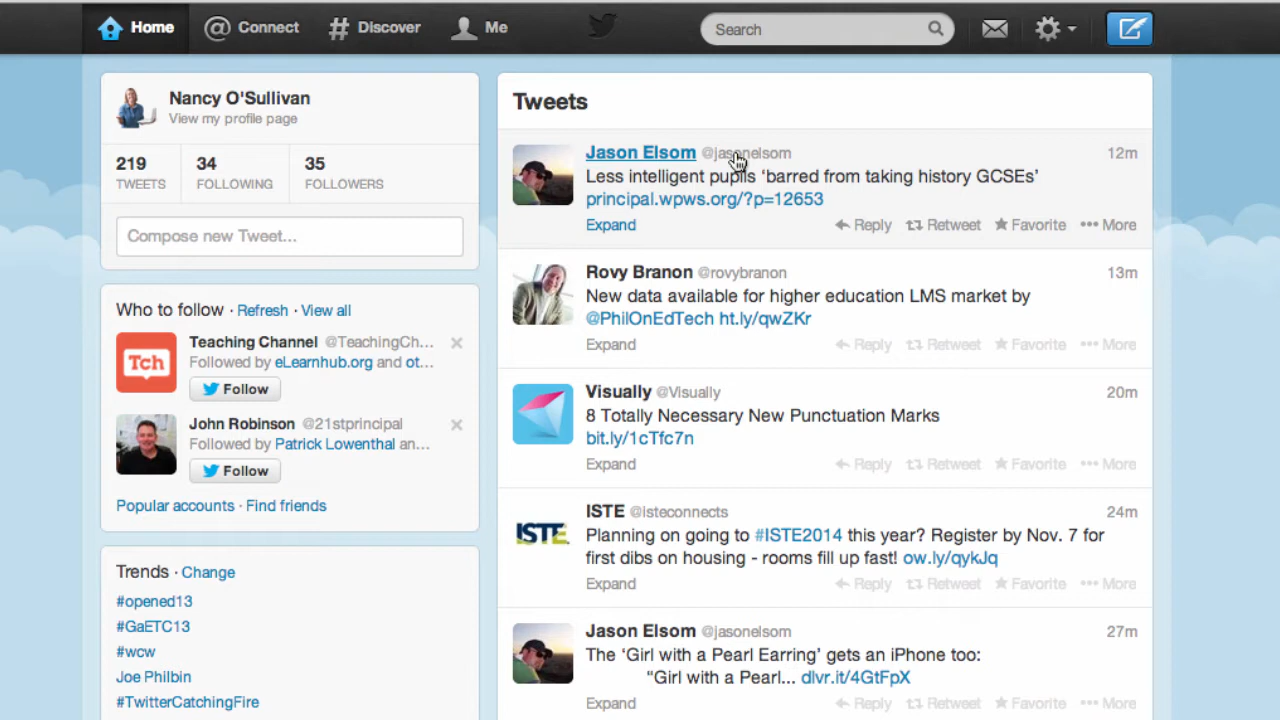 Home @ Connect # Discover Me Search
Nancy O'Sullivan
View my profile page
219 34 35
TWEETS FOLLOWING FOLLOWERS
Compose new Tweet...
Who to follow · Refresh · View all
Teaching Channel @TeachingCh...
Followed by eLearnhub.org and ot...
Tch
Follow
John Robinson @21stprincipal
Followed by Patrick Lowenthal an...
Follow
Popular accounts · Find friends
Trends · Change
#opened13
#GaETC13
#wcw
Joe Philbin
#TwitterCatchingFire
Tweets
Jason Elsom @jasonelsom 12m
Less intelligent pupils ‘barred from taking history GCSEs’
principal.wpws.org/?p=12653
Expand Reply Retweet Favorite More
Rovy Branon @rovybranon 13m
New data available for higher education LMS market by
@PhilOnEdTech ht.ly/qwZKr
Expand Reply Retweet Favorite More
Visually @Visually 20m
8 Totally Necessary New Punctuation Marks
bit.ly/1cTfc7n
Expand Reply Retweet Favorite More
ISTE @isteconnects 24m
ISTE
Planning on going to #ISTE2014 this year? Register by Nov. 7 for
first dibs on housing - rooms fill up fast! ow.ly/qykJq
Expand Reply Retweet Favorite More
Jason Elsom @jasonelsom 27m
The ‘Girl with a Pearl Earring’ gets an iPhone too:
“Girl with a Pearl... dlvr.it/4GtFpX
Expand Reply Retweet Favorite More